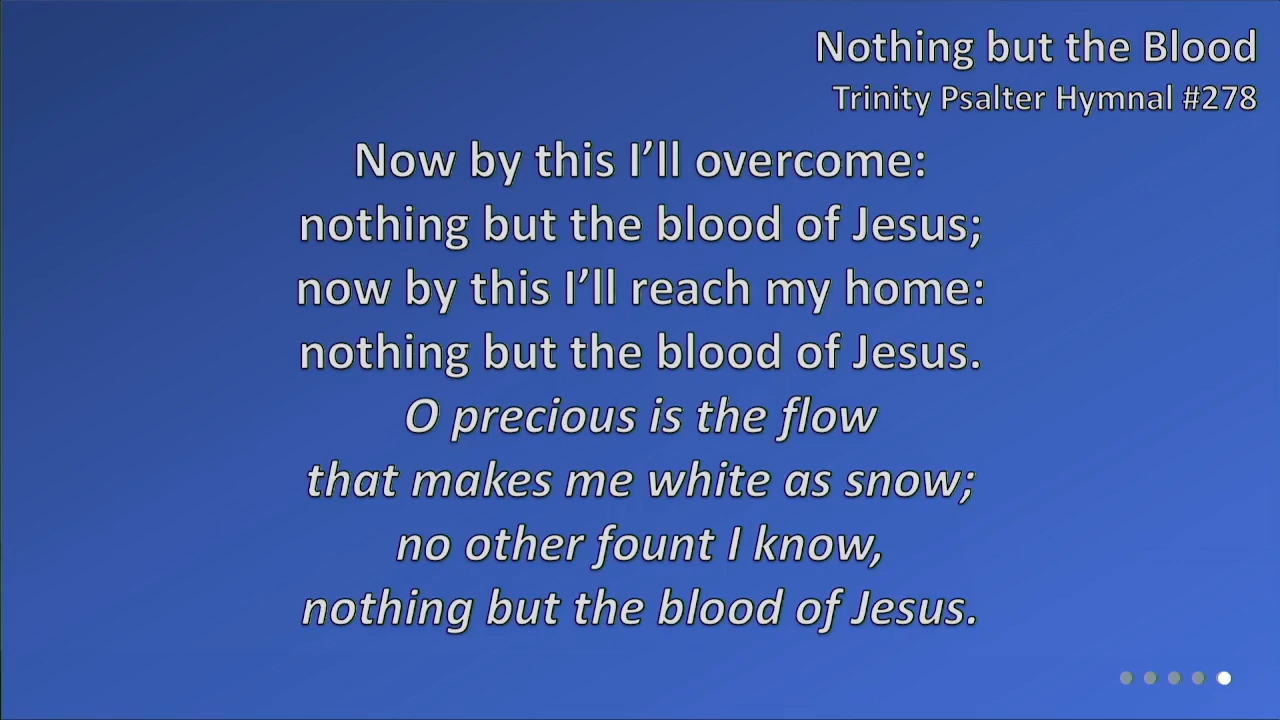 Nothing but the Blood
Trinity Psalter Hymnal #278
Now by this I’ll overcome:
nothing but the blood of Jesus;
now by this I’ll reach my home:
nothing but the blood of Jesus.
O precious is the flow
that makes me white as snow;
no other fount I know,
nothing but the blood of Jesus.